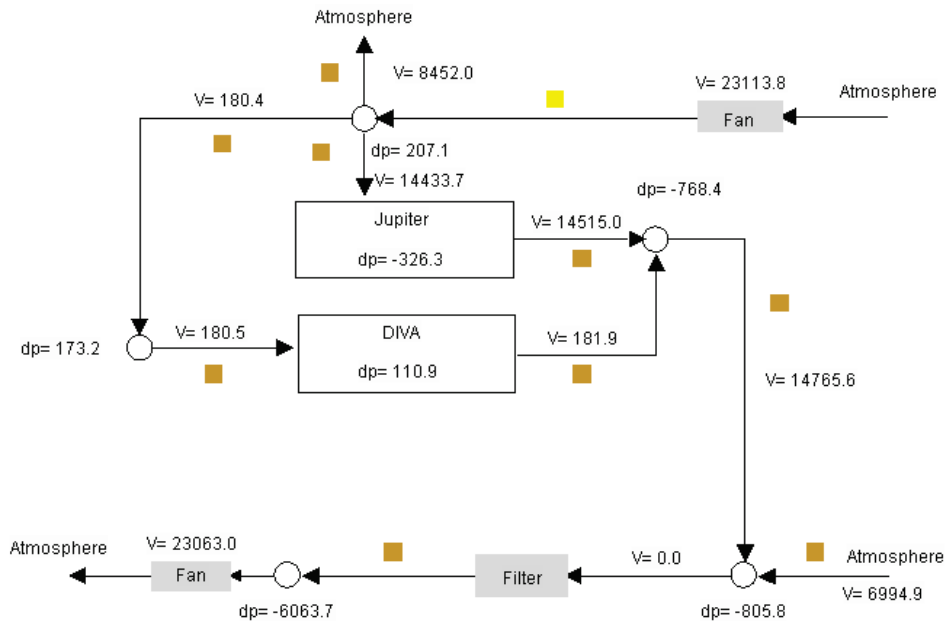 Atmosphere
V= 8452.0
V= 23113.8
Atmosphere
V= 180.4
Fan
dp= 207.1
V= 14433.7
dp= -768.4
Jupiter
V= 14515.0
dp= -326.3
DIVA
V= 180.5
V= 181.9
dp= 173.2
dp= 110.9
V= 14765.6
Atmosphere
V= 23063.0
V= 0.0
Atmosphere
Fan
Filter
V= 6994.9
dp= -6063.7
dp= -805.8